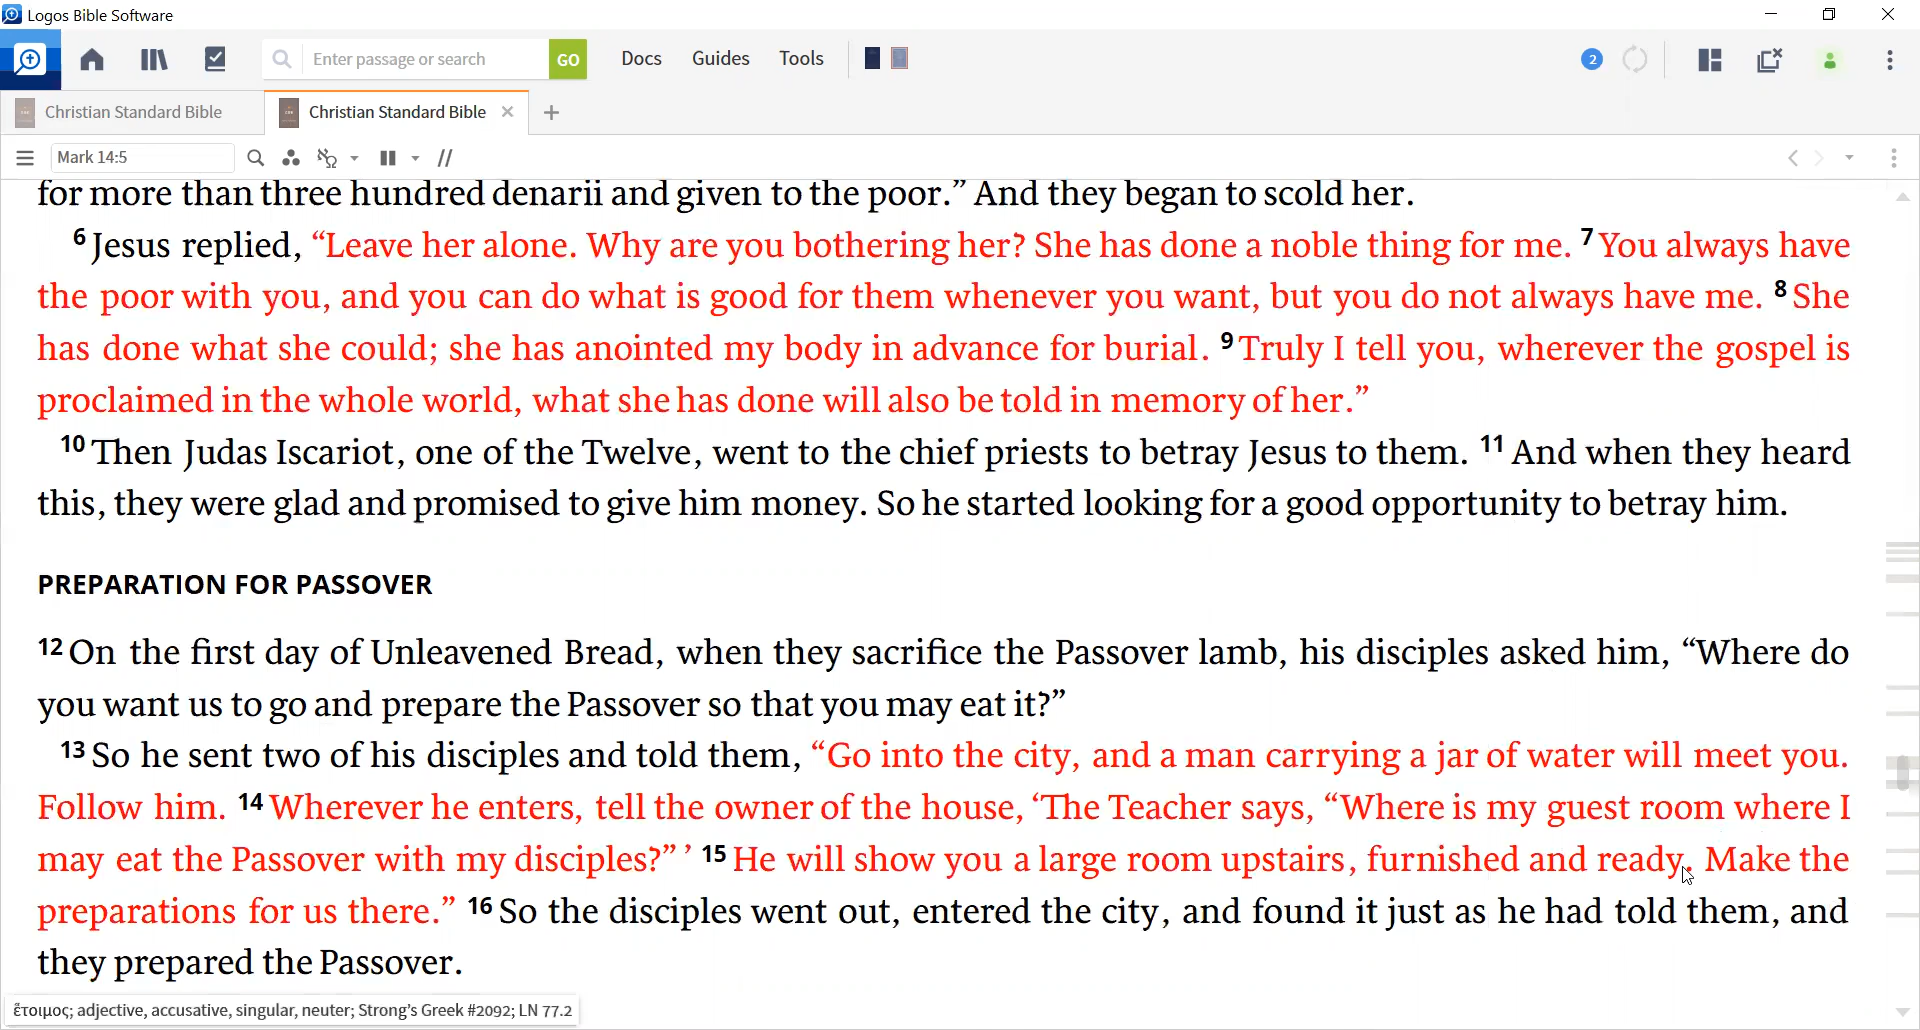 Logos Bible Software
Enter passage or search GO Docs Guides Tools 2
Christian Standard Bible Christian Standard Bible
Mark 14:5
for more than three hundred denarii and given to the poor.” And they began to scold her.
6 Jesus replied, “Leave her alone. Why are you bothering her? She has done a noble thing for me. 7 You always have
the poor with you, and you can do what is good for them whenever you want, but you do not always have me. 8 She
has done what she could; she has anointed my body in advance for burial. 9 Truly I tell you, wherever the gospel is
proclaimed in the whole world, what she has done will also be told in memory of her.”
10 Then Judas Iscariot, one of the Twelve, went to the chief priests to betray Jesus to them. 11 And when they heard
this, they were glad and promised to give him money. So he started looking for a good opportunity to betray him.
PREPARATION FOR PASSOVER
12 On the first day of Unleavened Bread, when they sacrifice the Passover lamb, his disciples asked him, “Where do
you want us to go and prepare the Passover so that you may eat it?”
13 So he sent two of his disciples and told them, “Go into the city, and a man carrying a jar of water will meet you.
Follow him. 14 Wherever he enters, tell the owner of the house, ‘The Teacher says, “Where is my guest room where I
may eat the Passover with my disciples?” ’ 15 He will show you a large room upstairs, furnished and ready. Make the
preparations for us there.” 16 So the disciples went out, entered the city, and found it just as he had told them, and
they prepared the Passover.
ἕτοιμος; adjective, accusative, singular, neuter; Strong’s Greek #2092; LN 77.2